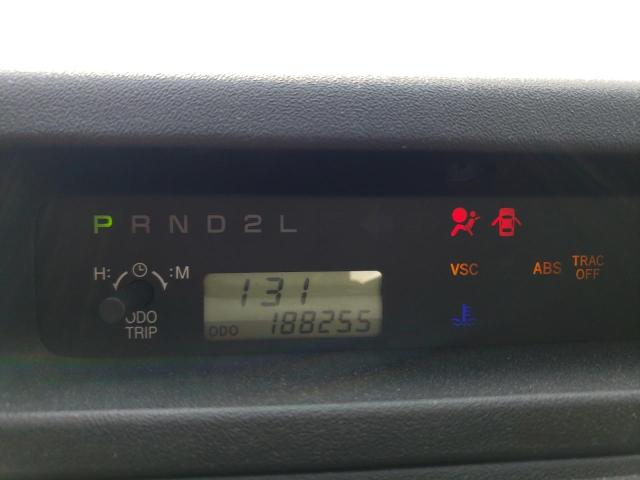 P R N D 2 L
H: :M
ODO
TRIP
131
ODO 188255
VSC
ABS
TRAC
OFF